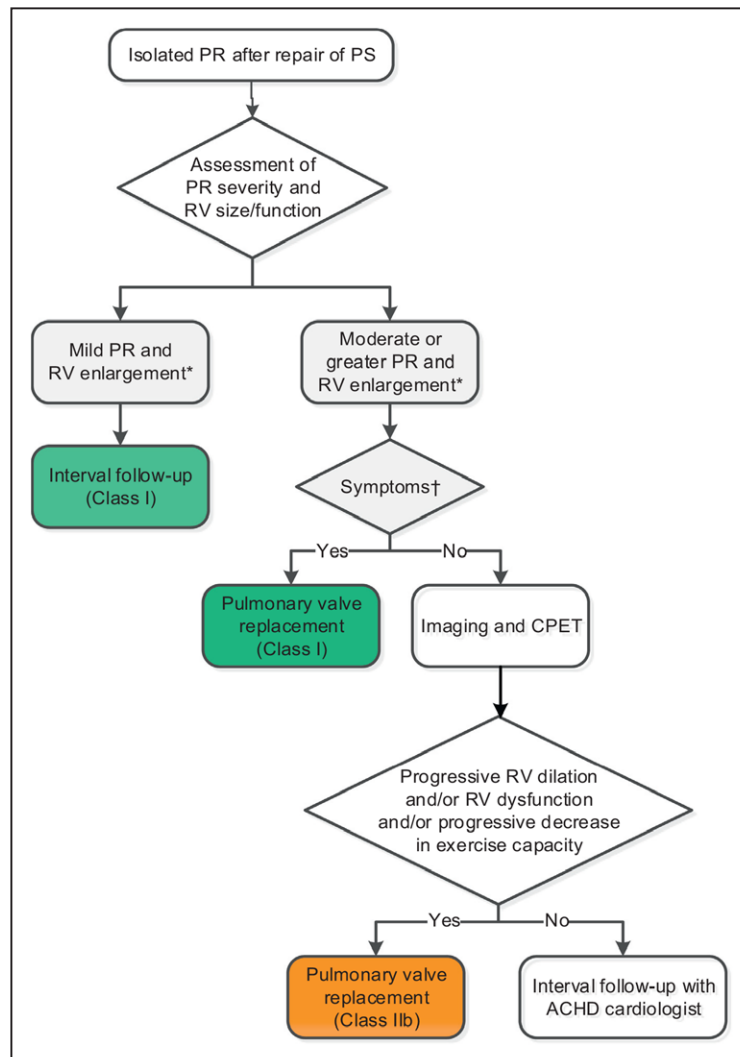 Isolated PR after repair of PS
Assessment of
PR severity and
RV size/function
Mild PR and
RV enlargement*
Moderate or
greater PR and
RV enlargement*
Interval follow-up
(Class I)
Symptoms†
Yes
No
Pulmonary valve
replacement
(Class I)
Imaging and CPET
Progressive RV dilation
and/or RV dysfunction
and/or progressive decrease
in exercise capacity
Yes
No
Pulmonary valve
replacement
(Class IIb)
Interval follow-up with
ACHD cardiologist